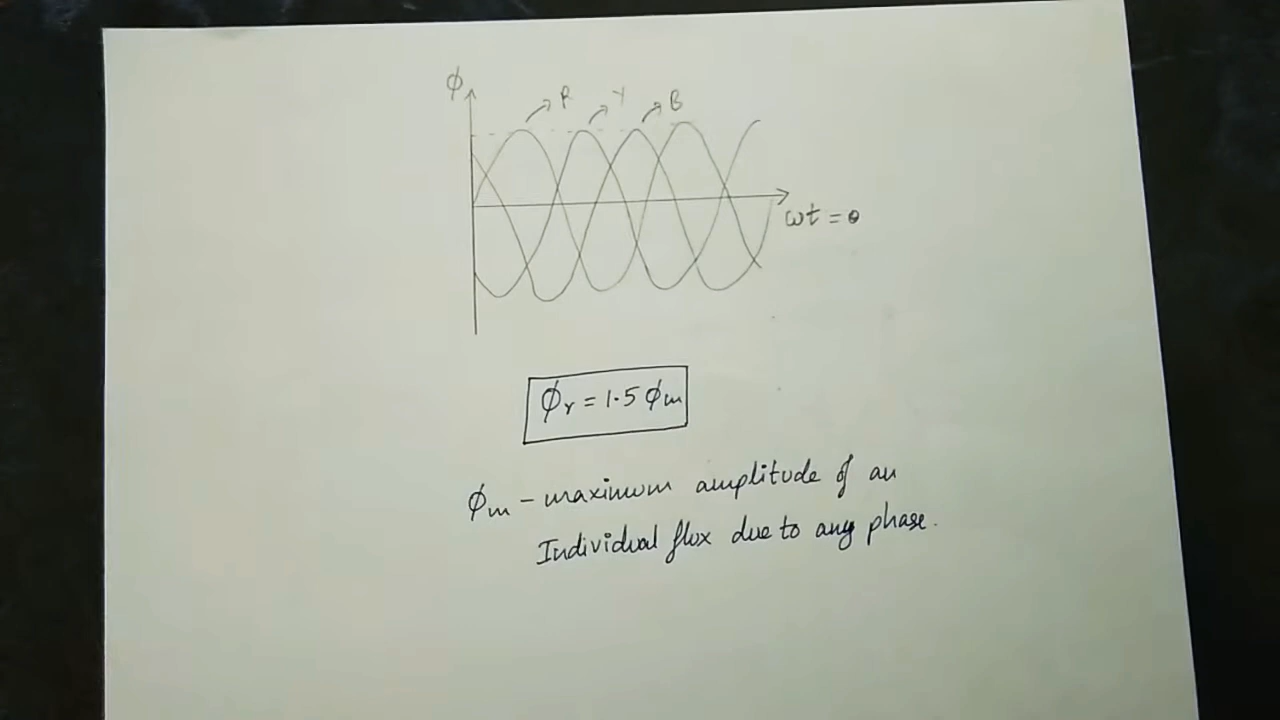 ϕ
R Y B
ωt = θ
ϕr = 1.5 ϕm
ϕm - maximum amplitude of an
Individual flux due to any phase.